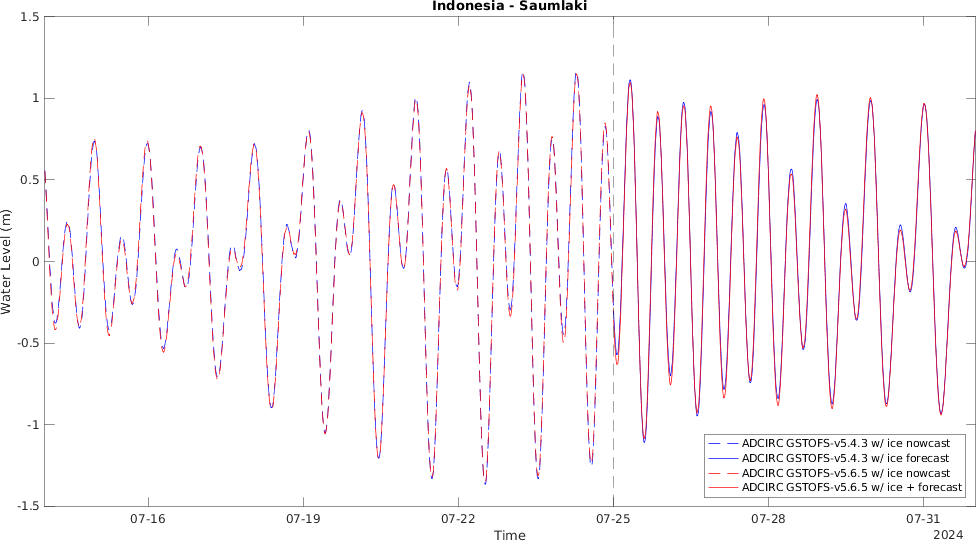 Indonesia - Saumlaki
1.5
1
0.5
0
-0.5
-1
-1.5
Water Level (m)
07-16
07-19
07-22
07-25
07-28
07-31
Time
2024
ADCIRC GSTOFS-v5.4.3 w/ ice nowcast
ADCIRC GSTOFS-v5.4.3 w/ ice forecast
ADCIRC GSTOFS-v5.6.5 w/ ice nowcast
ADCIRC GSTOFS-v5.6.5 w/ ice + forecast